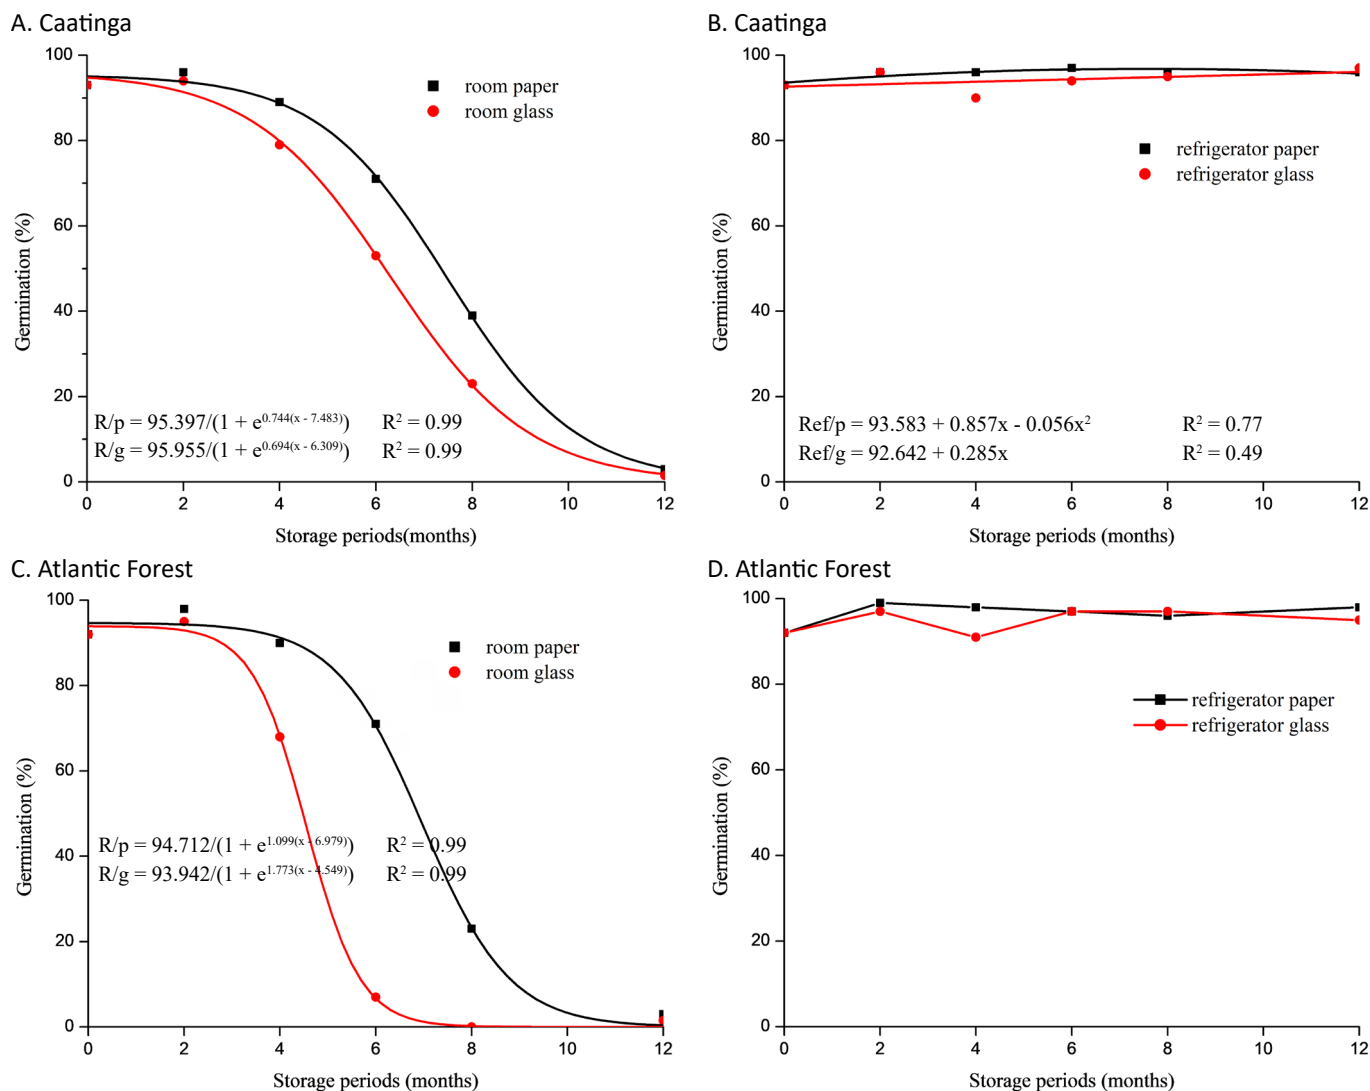 A. Caatinga
100
80
60
40
20
0
Germination (%)
room paper
room glass
R/p = 95.397/(1 + e^0.744(x - 7.483)) R² = 0.99
R/g = 95.955/(1 + e^0.694(x - 6.309)) R² = 0.99
0 2 4 6 8 10 12
Storage periods(months)
B. Caatinga
100
80
60
40
20
0
Germination (%)
refrigerator paper
refrigerator glass
Ref/p = 93.583 + 0.857x - 0.056x² R² = 0.77
Ref/g = 92.642 + 0.285x R² = 0.49
0 2 4 6 8 10 12
Storage periods (months)
C. Atlantic Forest
100
80
60
40
20
0
Germination (%)
room paper
room glass
R/p = 94.712/(1 + e^1.099(x - 6.979)) R² = 0.99
R/g = 93.942/(1 + e^1.773(x - 4.549)) R² = 0.99
0 2 4 6 8 10 12
Storage periods (months)
D. Atlantic Forest
100
80
60
40
20
0
Germination (%)
refrigerator paper
refrigerator glass
0 2 4 6 8 10 12
Storage periods (months)